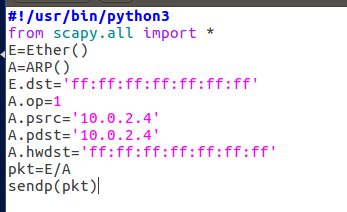 #!/usr/bin/python3
from scapy.all import *
E=Ether()
A=ARP()
E.dst='ff:ff:ff:ff:ff:ff:ff'
A.op=1
A.psrc='10.0.2.4'
A.pdst='10.0.2.4'
A.hwdst='ff:ff:ff:ff:ff:ff:ff'
pkt=E/A
sendp(pkt)